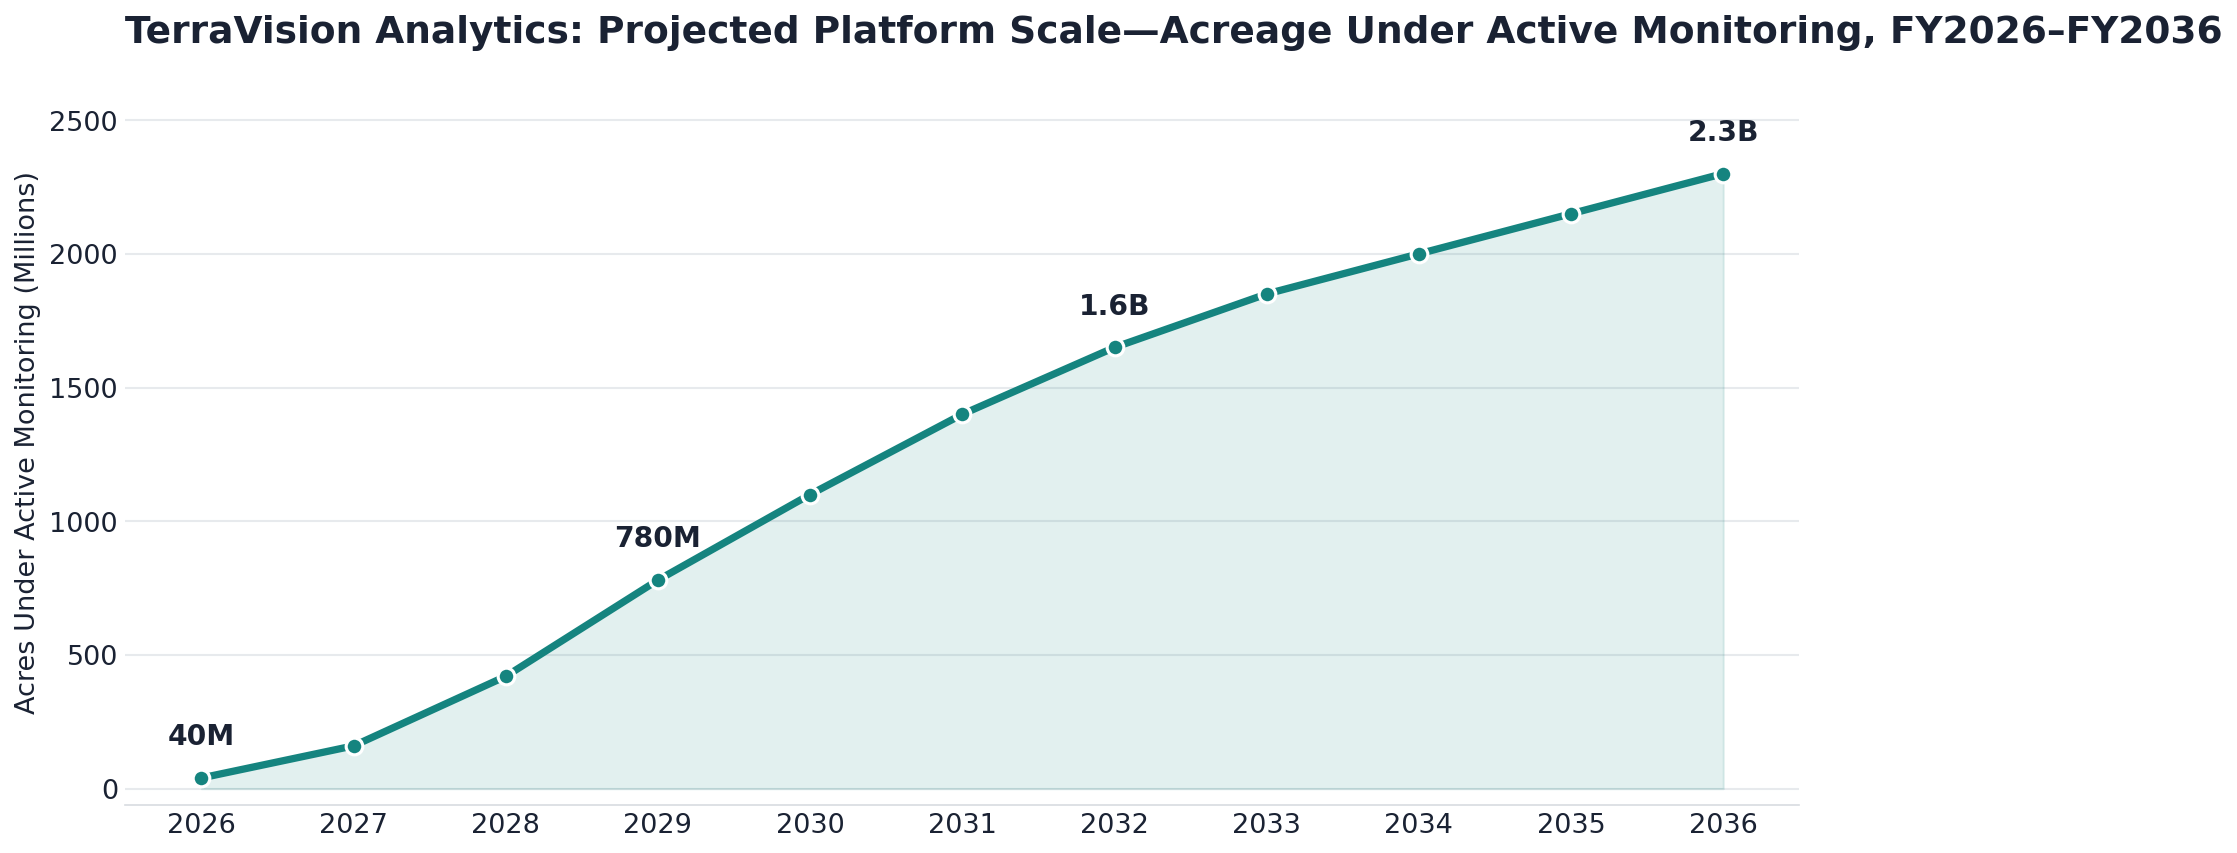 TerraVision Analytics: Projected Platform Scale—Acreage Under Active Monitoring, FY2026–FY2036
Acres Under Active Monitoring (Millions)
2500
2000
1500
1000
500
0
40M
780M
1.6B
2.3B
2026
2027
2028
2029
2030
2031
2032
2033
2034
2035
2036